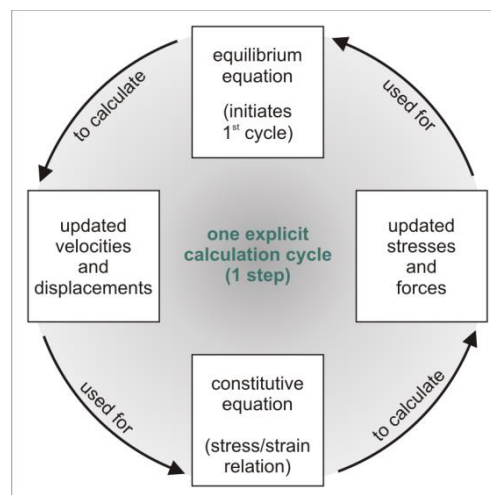 equilibrium
equation
(initiates
1st cycle)
to calculate
used for
updated
velocities
and
displacements
one explicit
calculation cycle
(1 step)
updated
stresses
and
forces
used for
constitutive
equation
(stress/strain
relation)
to calculate